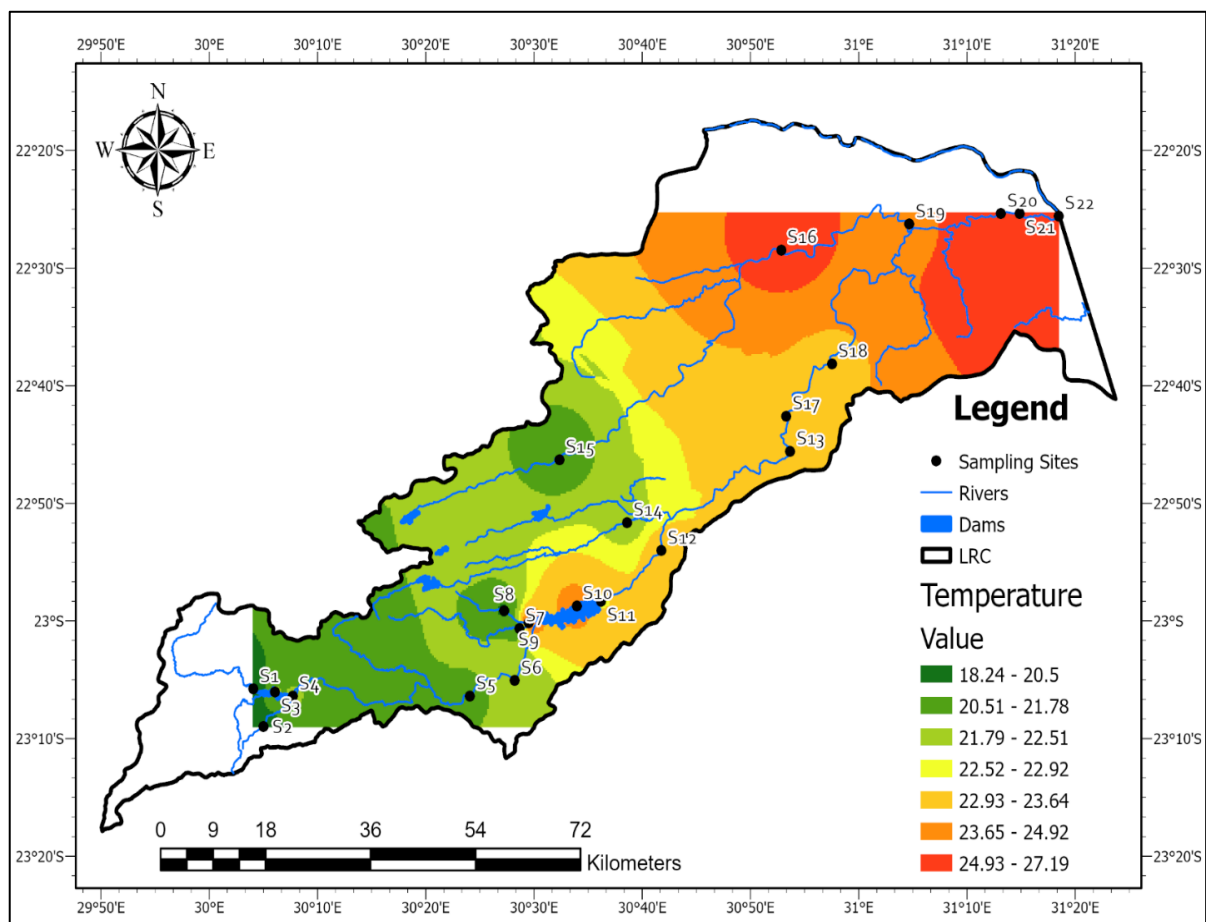 29°50'E 30°0'E 30°10'E 30°20'E 30°30'E 30°40'E 30°50'E 31°0'E 31°10'E 31°20'E
N
W E
S
22°20'S 22°20'S
S20 S22
S19
S21
S16
22°30'S 22°30'S
S18
22°40'S 22°40'S
S17
S13
S15
22°50'S 22°50'S
S14
S12
S8
S10
23°0'S 23°0'S
S7
S11
S9
S6
S1 S4 S5
S3
S2
23°10'S 23°10'S
23°20'S 23°20'S
Legend
Sampling Sites
Rivers
Dams
LRC
Temperature
Value
18.24 - 20.5
20.51 - 21.78
21.79 - 22.51
22.52 - 22.92
22.93 - 23.64
23.65 - 24.92
24.93 - 27.19
0 9 18 36 54 72
Kilometers
29°50'E 30°0'E 30°10'E 30°20'E 30°30'E 30°40'E 30°50'E 31°0'E 31°10'E 31°20'E